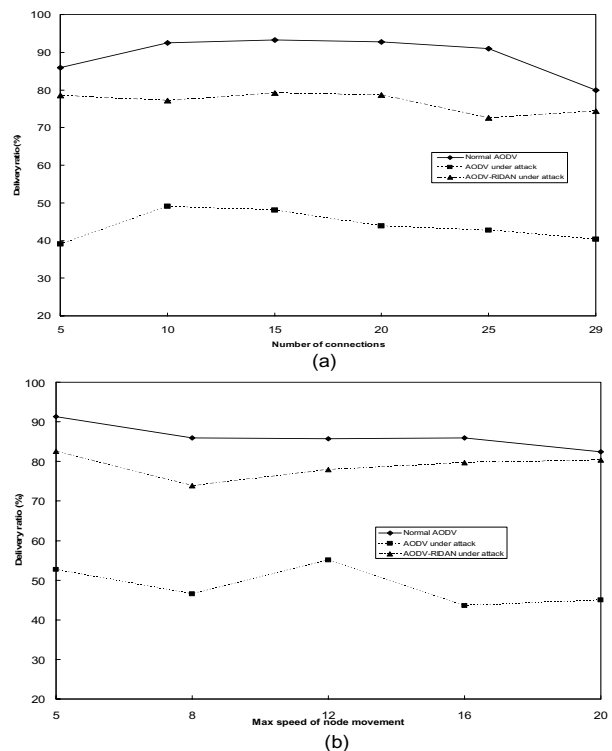 100
90
80
70
60
50
40
30
20
Delivery ratio(%)
Normal AODV
AODV under attack
AODV-RIDAN under attack
5 10 15 20 25 29
Number of connections
(a)
100
90
80
70
60
50
40
30
20
Delivery ratio (%)
Normal AODV
AODV under attack
AODV-RIDAN under attack
5 8 12 16 20
Max speed of node movement
(b)